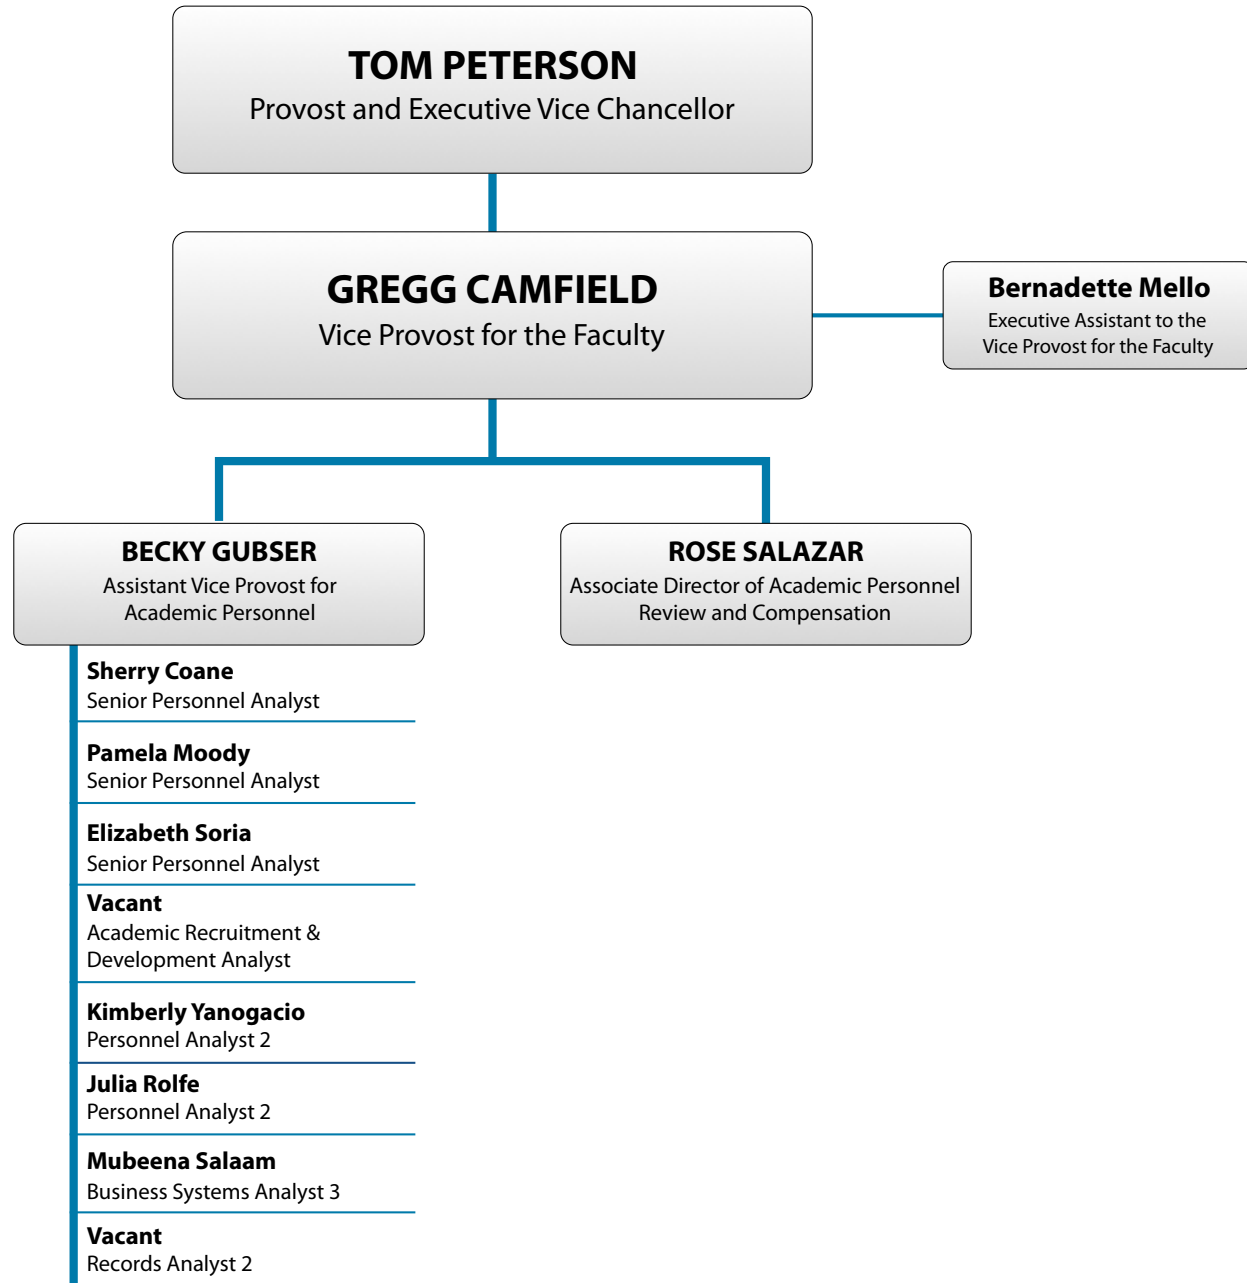 TOM PETERSON
Provost and Executive Vice Chancellor
GREGG CAMFIELD
Vice Provost for the Faculty
Bernadette Mello
Executive Assistant to the
Vice Provost for the Faculty
BECKY GUBSER
Assistant Vice Provost for
Academic Personnel
ROSE SALAZAR
Associate Director of Academic Personnel
Review and Compensation
Sherry Coane
Senior Personnel Analyst
Pamela Moody
Senior Personnel Analyst
Elizabeth Soria
Senior Personnel Analyst
Vacant
Academic Recruitment &
Development Analyst
Kimberly Yanogacio
Personnel Analyst 2
Julia Rolfe
Personnel Analyst 2
Mubeena Salaam
Business Systems Analyst 3
Vacant
Records Analyst 2